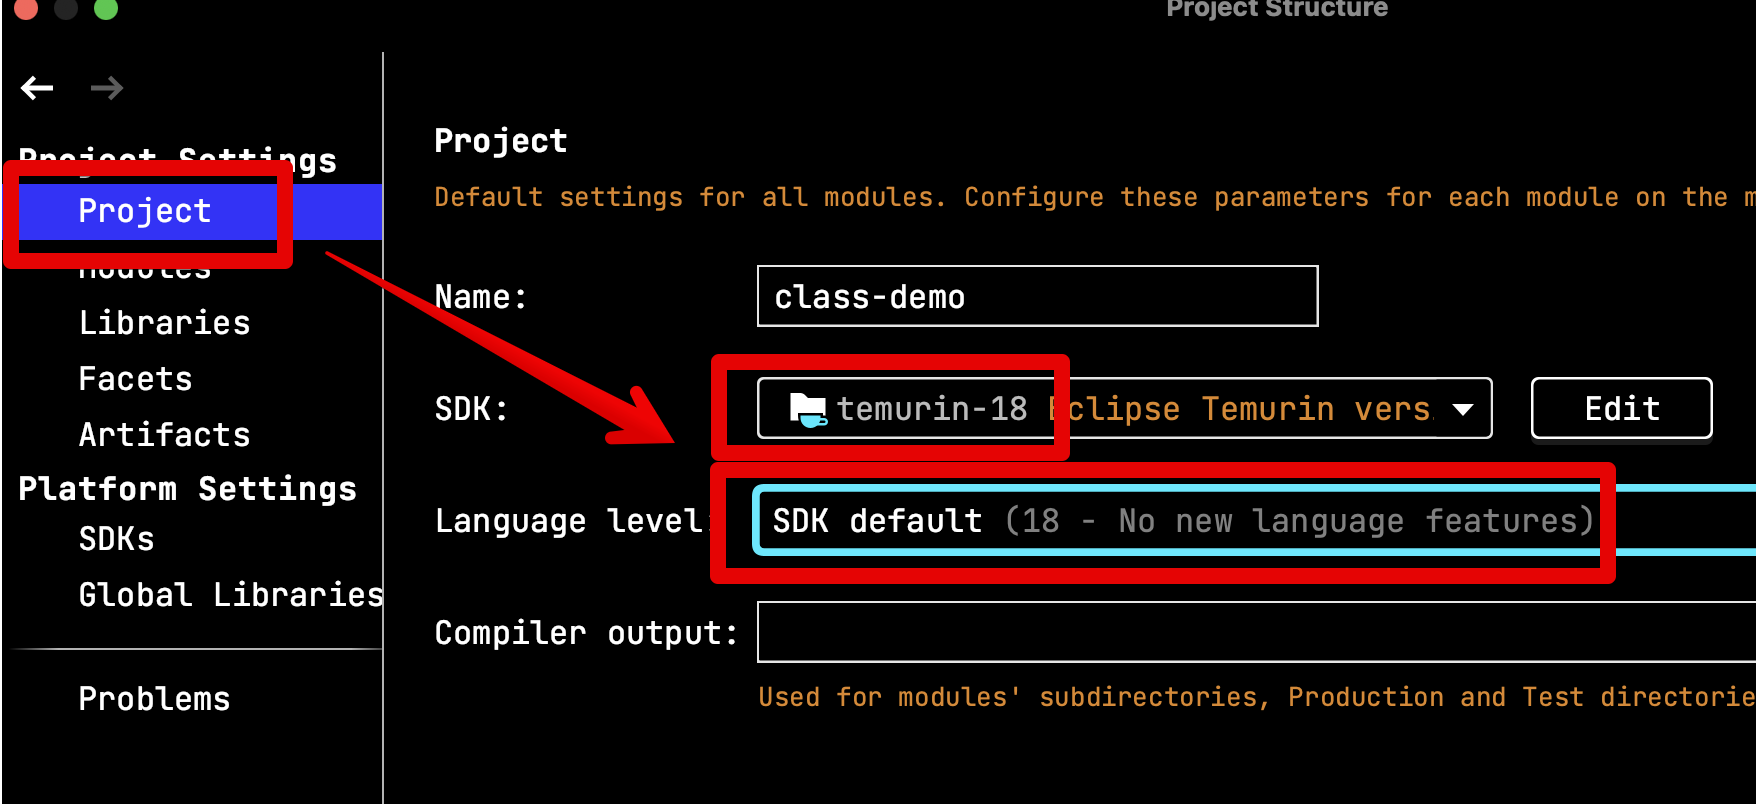 Project Structure
Project Settings
Project
Modules
Libraries
Facets
Artifacts
Platform Settings
SDKs
Global Libraries
Problems
Project
Default settings for all modules. Configure these parameters for each module on the m
Name: class-demo
SDK: temurin-18 Eclipse Temurin vers. Edit
Language level: SDK default (18 - No new language features)
Compiler output:
Used for modules' subdirectories, Production and Test directorie